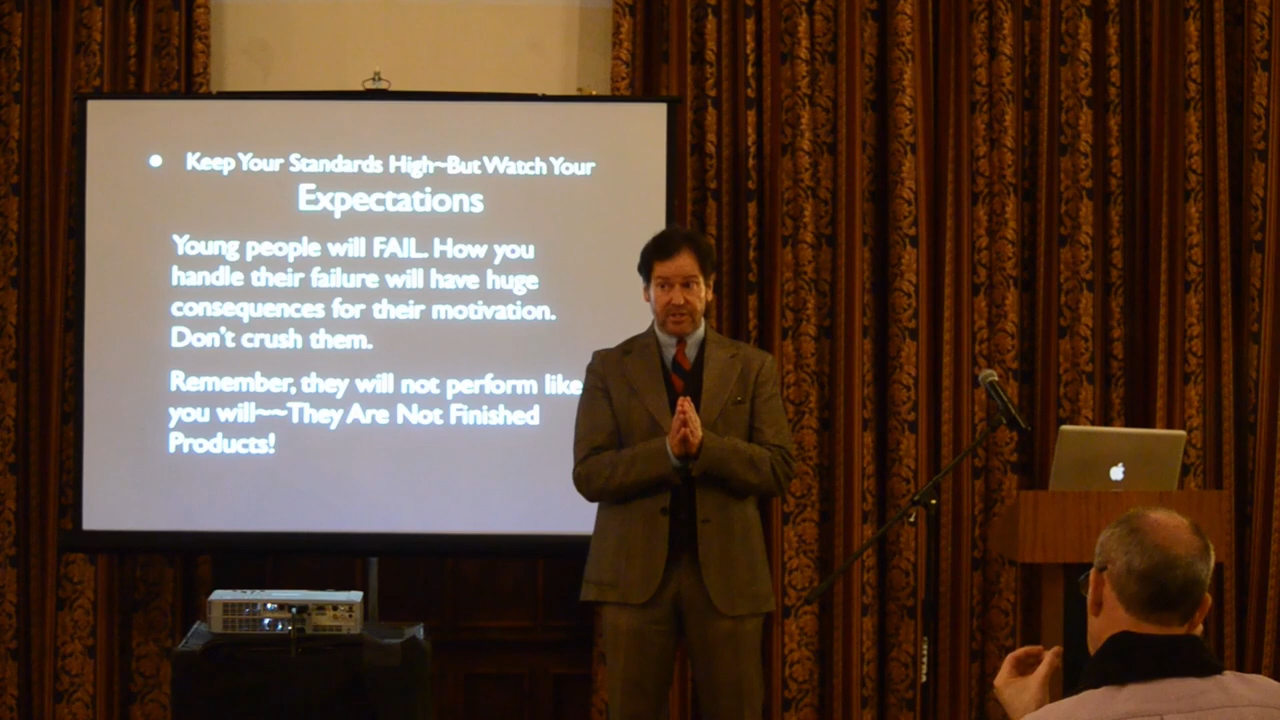 • Keep Your Standards High~But Watch Your
Expectations
Young people will FAIL. How you
handle their failure will have huge
consequences for their motivation.
Don't crush them.
Remember, they will not perform like
you will~~They Are Not Finished
Products!